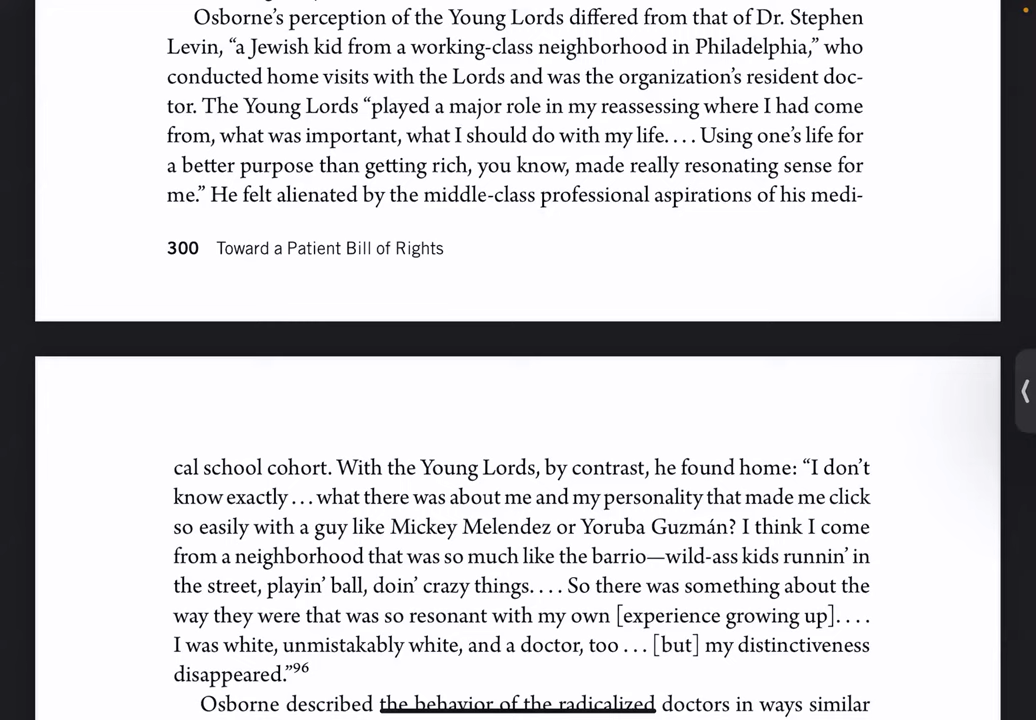 Osborne's perception of the Young Lords differed from that of Dr. Stephen
Levin, “a Jewish kid from a working-class neighborhood in Philadelphia,” who
conducted home visits with the Lords and was the organization's resident doc-
tor. The Young Lords “played a major role in my reassessing where I had come
from, what was important, what I should do with my life. . . . Using one's life for
a better purpose than getting rich, you know, made really resonating sense for
me.” He felt alienated by the middle-class professional aspirations of his medi-
300 Toward a Patient Bill of Rights
cal school cohort. With the Young Lords, by contrast, he found home: “I don't
know exactly . . . what there was about me and my personality that made me click
so easily with a guy like Mickey Melendez or Yoruba Guzmán? I think I come
from a neighborhood that was so much like the barrio—wild-ass kids runnin' in
the street, playin' ball, doin' crazy things. . . . So there was something about the
way they were that was so resonant with my own [experience growing up]. . . .
I was white, unmistakably white, and a doctor, too . . . [but] my distinctiveness
disappeared.”96
Osborne described the behavior of the radicalized doctors in ways similar